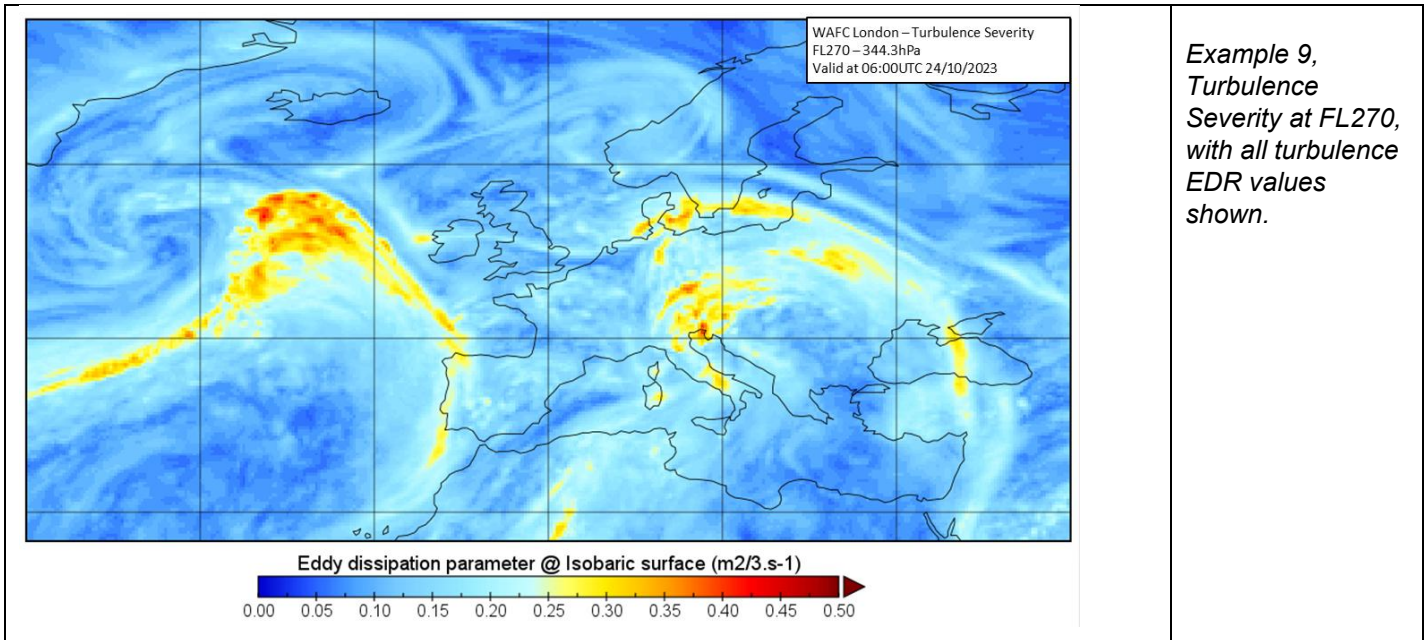 WAFC London – Turbulence Severity
FL270 – 344.3hPa
Valid at 06:00UTC 24/10/2023
Example 9,
Turbulence
Severity at FL270,
with all turbulence
EDR values
shown.
Eddy dissipation parameter @ Isobaric surface (m2/3.s-1)
0.00 0.05 0.10 0.15 0.20 0.25 0.30 0.35 0.40 0.45 0.50